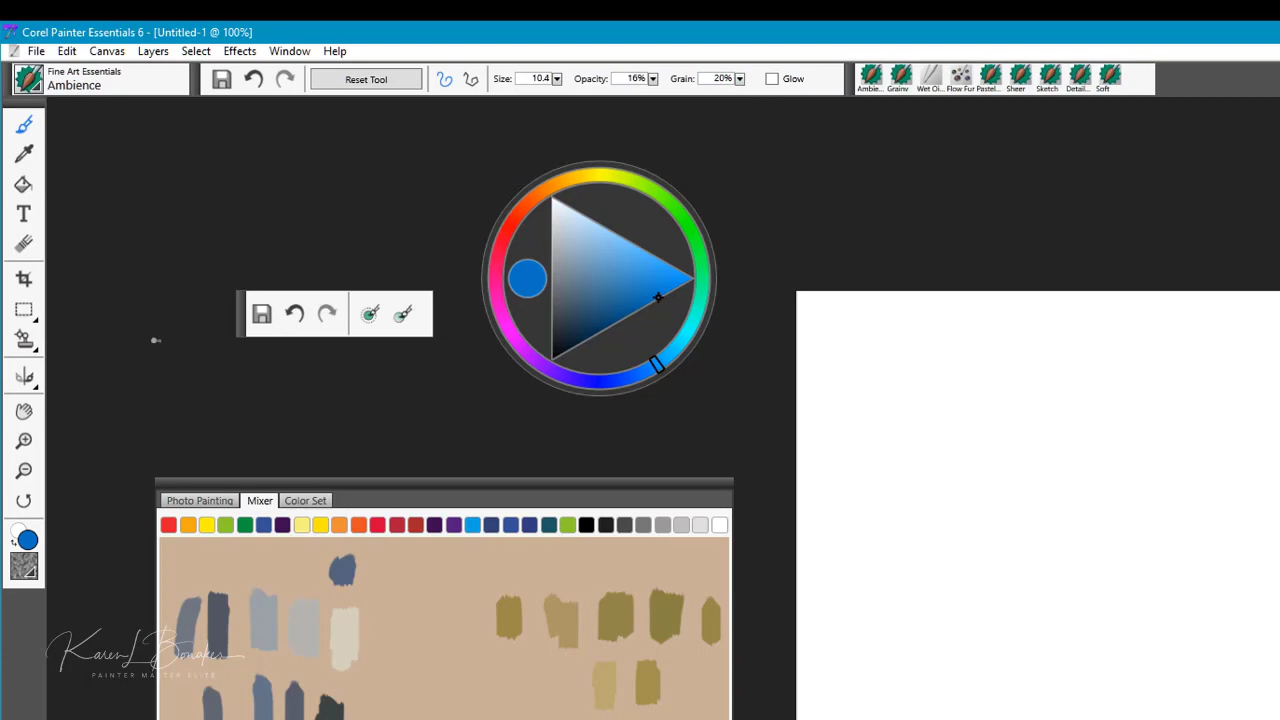 Corel Painter Essentials 6 - [Untitled-1 @ 100%]
File Edit Canvas Layers Select Effects Window Help
Fine Art Essentials
Ambience
Reset Tool
Size: 10.4 Opacity: 16% Grain: 20% Glow
Ambie... Grainy Wet Oi... Flow Fur Pastel... Sheer Sketch Detail... Soft
Photo Painting Mixer Color Set
Karen L Bonaker
PAINTER MASTER ELITE